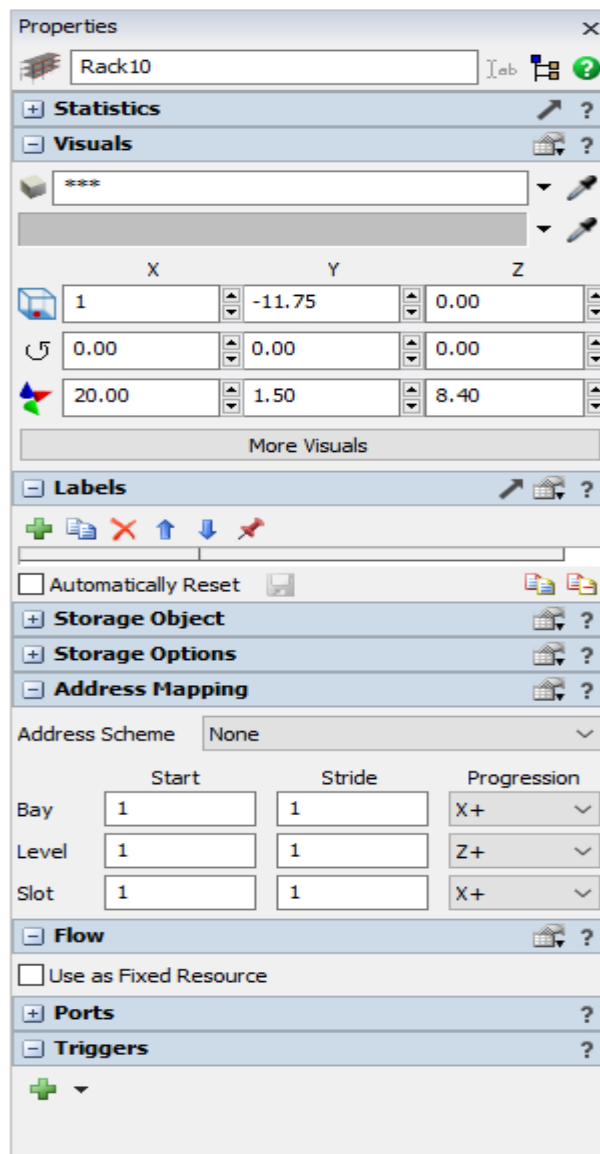 Properties
Rack10
Statistics ?
Visuals ?
***
X Y Z
1 -11.75 0.00
0.00 0.00 0.00
20.00 1.50 8.40
More Visuals
Labels ?
Automatically Reset
Storage Object ?
Storage Options ?
Address Mapping ?
Address Scheme None
Start Stride Progression
Bay 1 1 X+
Level 1 1 Z+
Slot 1 1 X+
Flow ?
Use as Fixed Resource
Ports ?
Triggers ?